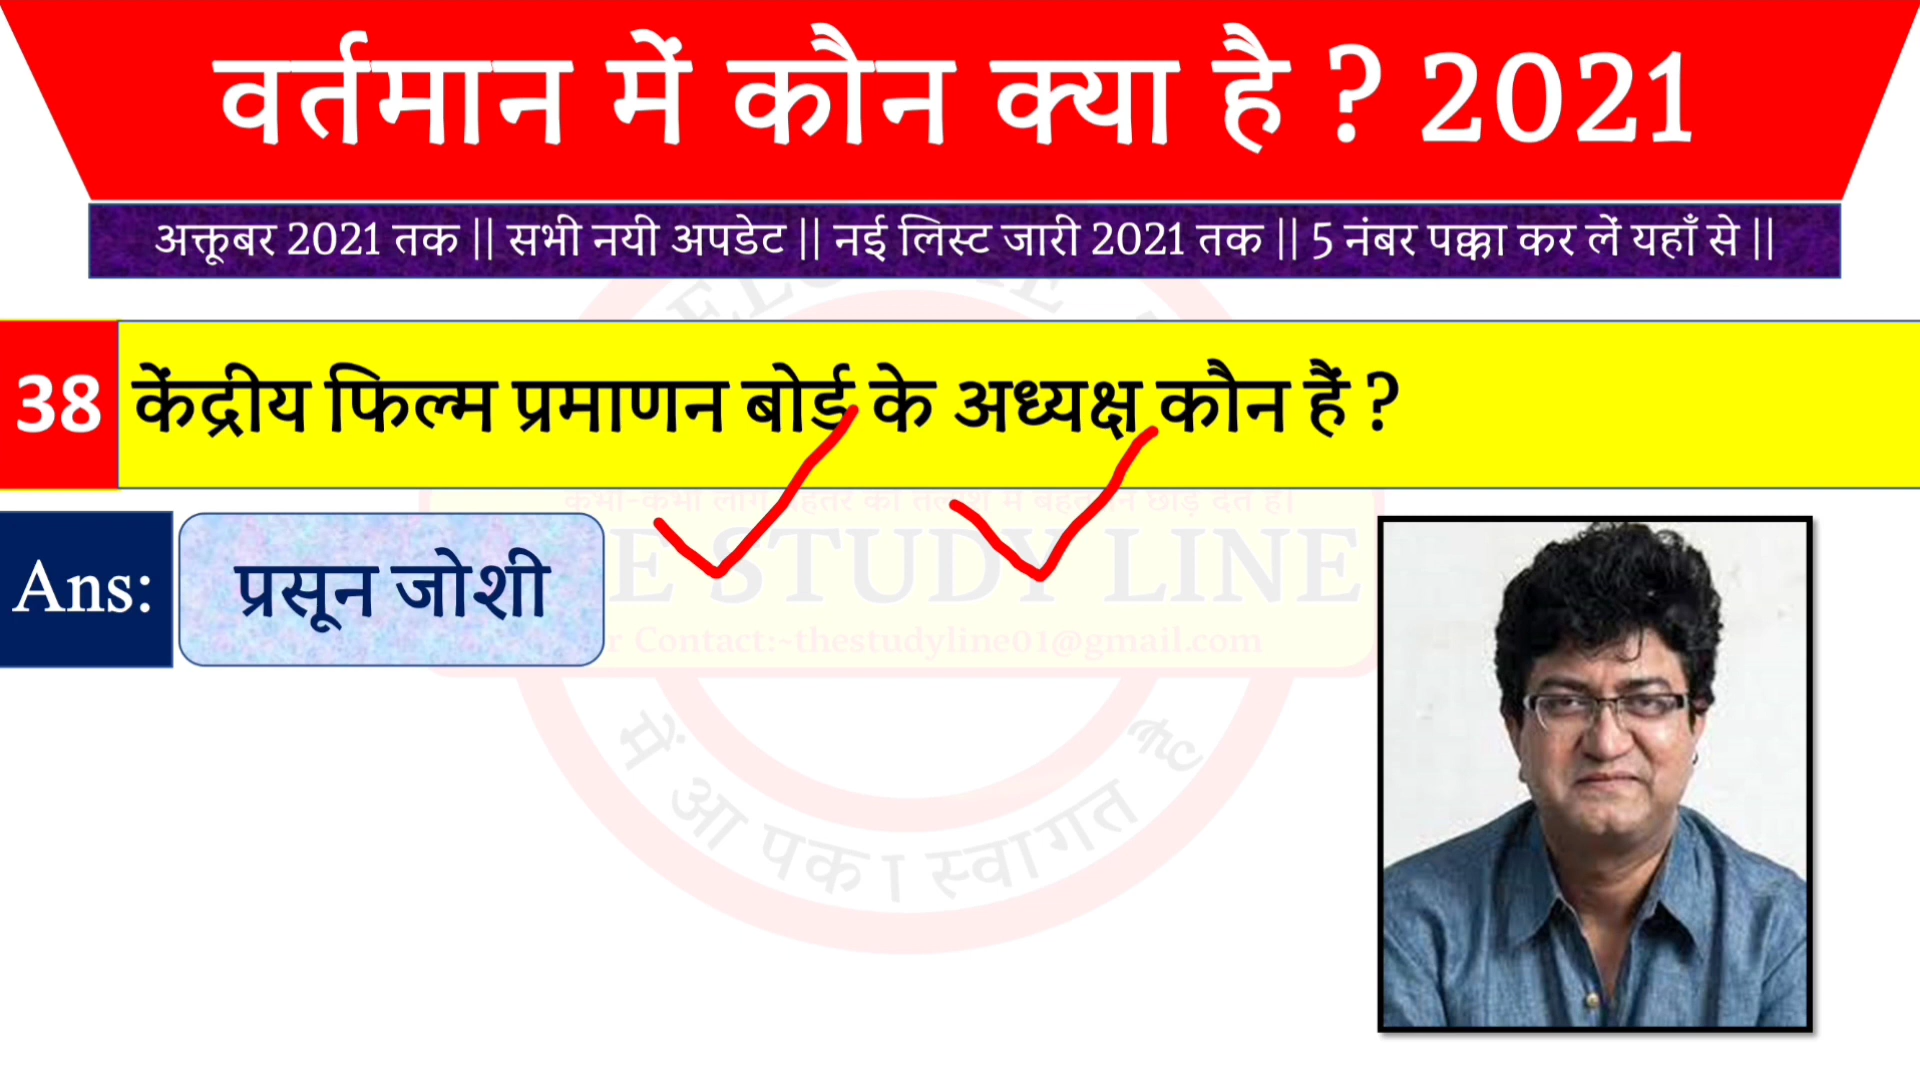 वर्तमान में कौन क्या है ? 2021
अक्तूबर 2021 तक || सभी नयी अपडेट || नई लिस्ट जारी 2021 तक || 5 नंबर पक्का कर लें यहाँ से ||
38 केंद्रीय फिल्म प्रमाणन बोर्ड के अध्यक्ष कौन हैं ?
Ans: प्रसून जोशी
STUDY LINE
Contact:-thestudyline01@gmail.com
में आपका स्वागत है